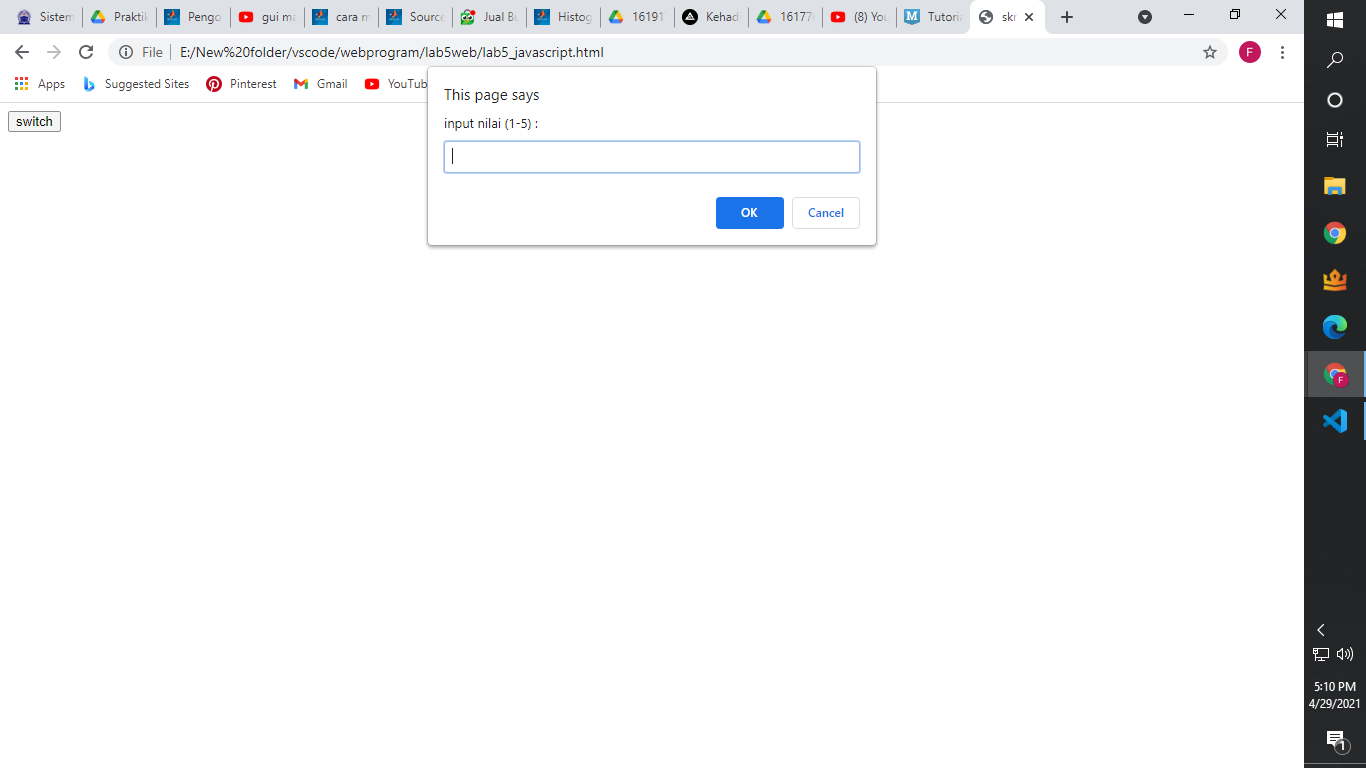 Sistem Praktik Pengo gui ma cara m Source Jual Bu Histog 16191 Kehad 16177 (8) You Tutoria skr
File E:/New%20folder/vscode/webprogram/lab5web/lab5_javascript.html F
Apps Suggested Sites Pinterest Gmail YouTub
switch
This page says
input nilai (1-5) :
OK Cancel
F
5:10 PM
4/29/2021
1